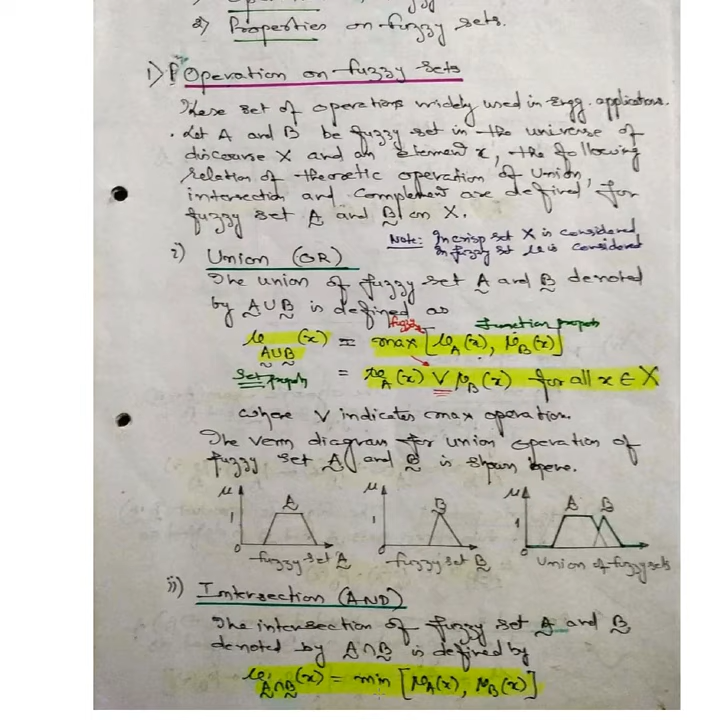 2) Properties on fuzzy sets.
1) Operation on fuzzy sets
These set of operations widely used in engg. applications.
. Let A and B be fuzzy set in the universe of
discourse X and an element x, the following
relation of theoretic operation of Union,
intersection and Complement are defined for
fuzzy set A and B on X.
Note: In crisp set X is considered
In fuzzy set μ is considered
i) Union (OR)
The union of fuzzy set A and B denoted
by A∪B is defined as
fuzzy Function proper
μ A∪B (x) = max [μA(x), μB(x)]
Set proper = μA(x) V μB(x) for all x ∈ X
where V indicates max operation.
The Venn diagram for union operation of
fuzzy set A and B is shown here.
μ A μ B μ A B
1 1 1
0 0 0
fuzzy set A fuzzy set B Union of fuzzy sets
ii) Intersection (AND)
The intersection of fuzzy set A and B
denoted by A∩B is defined by
μ A∩B (x) = min [μA(x), μB(x)]